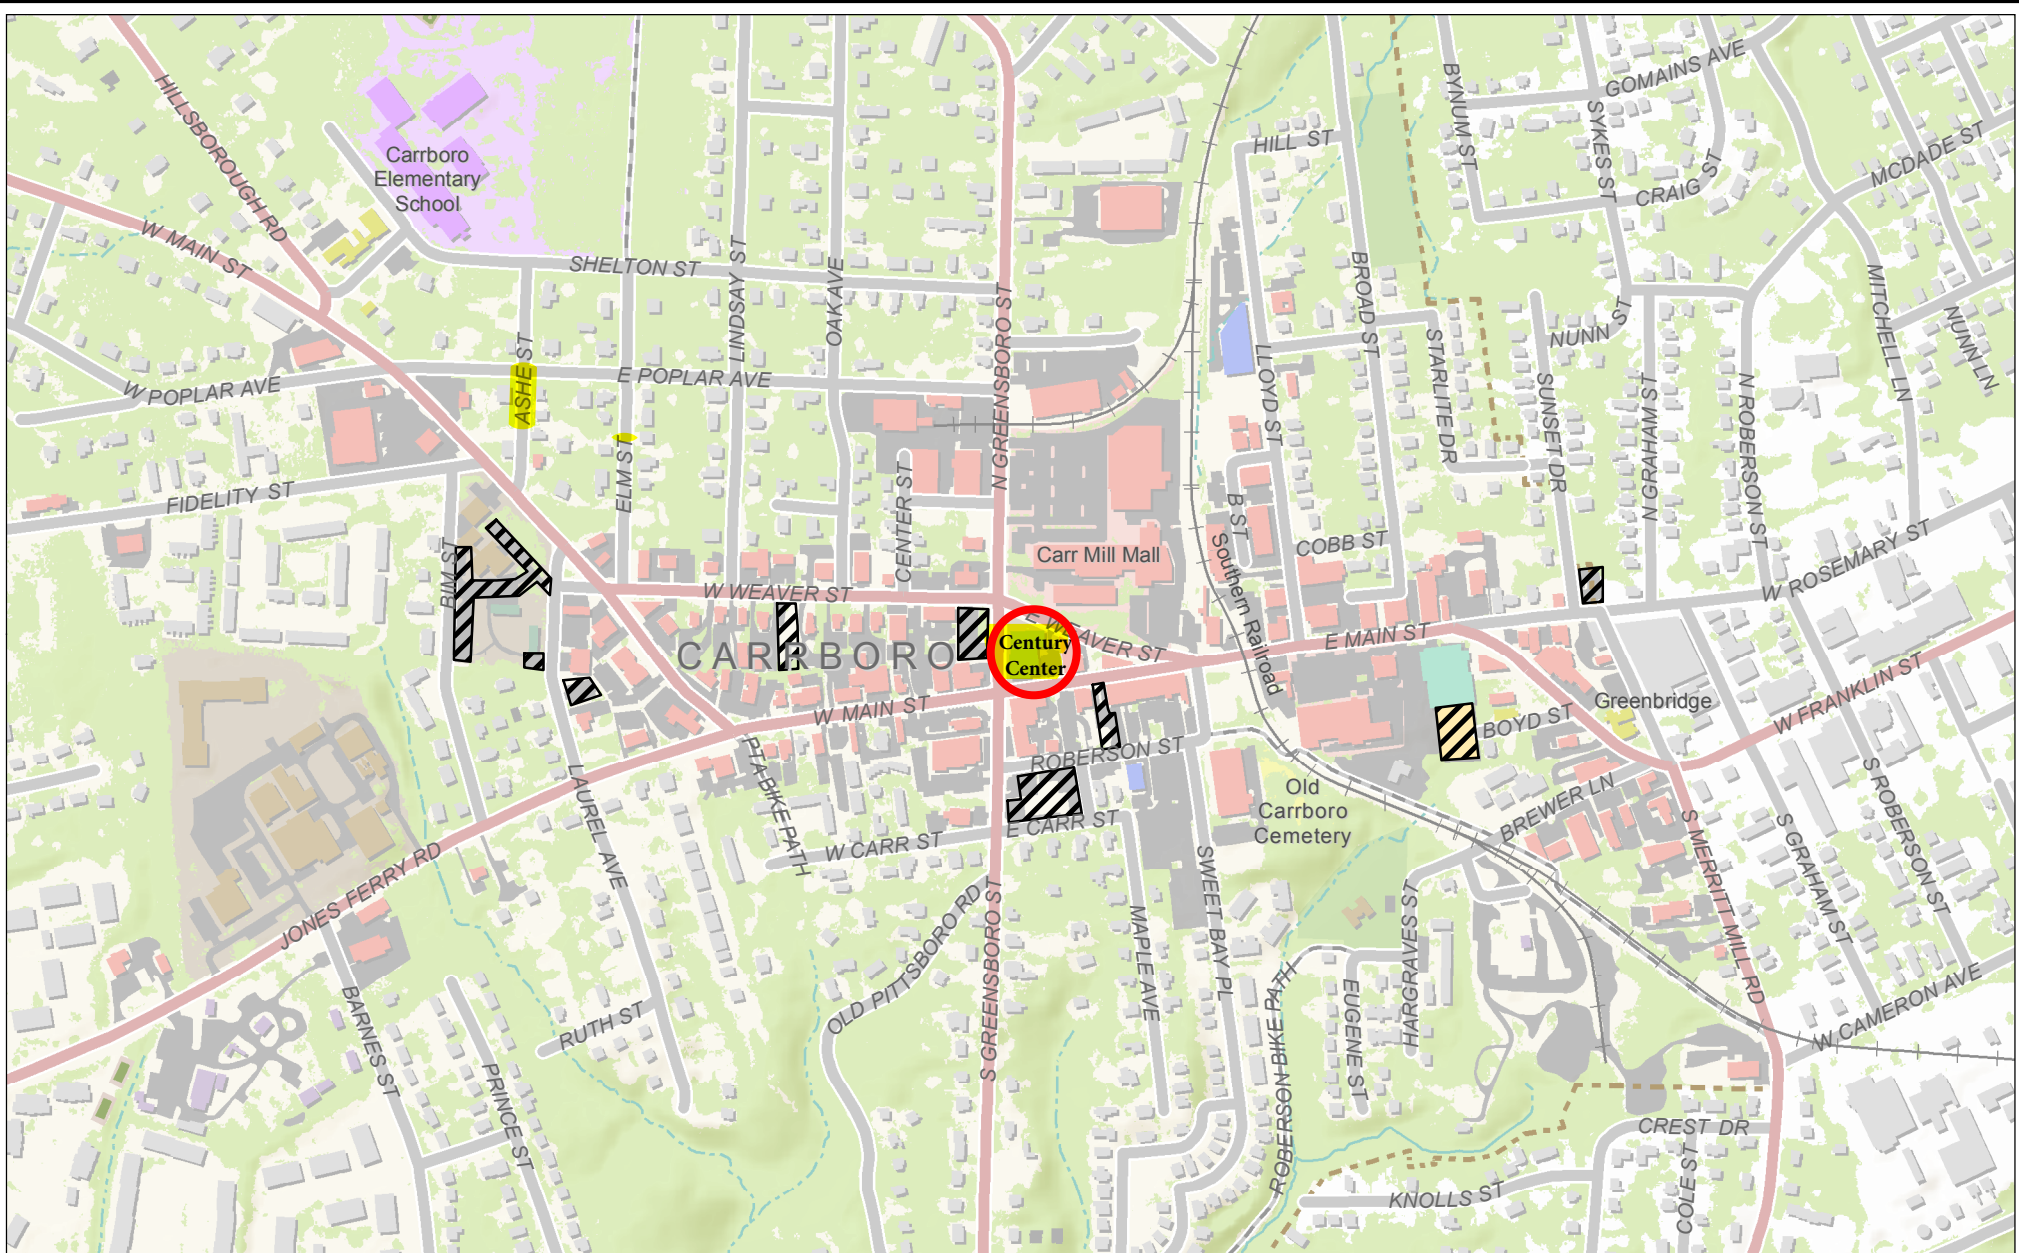 HILLSBOROUGH RD
W MAIN ST
Carrboro
Elementary
School
SHELTON ST
LINDSAY ST
OAK AVE
N GREENSBORO ST
HILL ST
BROAD ST
BYNUM ST
GOMAINS AVE
SYKES ST
CRAIG ST
MCDADE ST
MITCHELL LN
NUNN LN
NUNN ST
STARLITE DR
SUNSET DR
N GRAHAM ST
N ROBERSON ST
LLOYD ST
W POPLAR AVE
ASHE ST
E POPLAR AVE
ELM ST
FIDELITY ST
CENTER ST
B ST
COBB ST
Carr Mill Mall
Southern Railroad
BIM ST
W WEAVER ST
E WEAVER ST
CARRBORO
Century
Center
E MAIN ST
W ROSEMARY ST
W MAIN ST
W FRANKLIN ST
Greenbridge
BOYD ST
PTA BIKE PATH
ROBERSON ST
Old
Carrboro
Cemetery
BREWER LN
LAUREL AVE
W CARR ST
E CARR ST
JONES FERRY RD
OLD PITTSBORO RD
S GREENSBORO ST
MAPLE AVE
SWEET BAY PL
S MERRITT MILL RD
S GRAHAM ST
S ROBERSON ST
HARGRAVES ST
EUGENE ST
ROBERSON BIKE PATH
W CAMERON AVE
BARNES ST
RUTH ST
PRINCE ST
CREST DR
COLE ST
KNOLLS ST